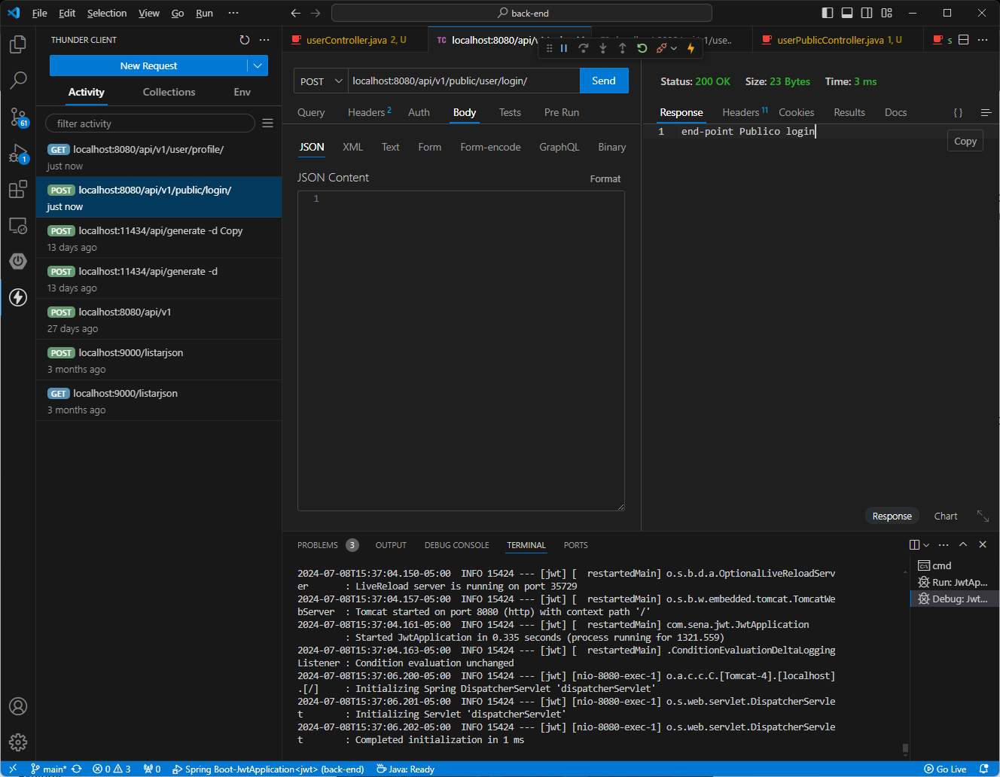 File Edit Selection View Go Run ··· back-end
THUNDER CLIENT
New Request
Activity Collections Env
filter activity
GET localhost:8080/api/v1/user/profile/
just now
POST localhost:8080/api/v1/public/login/
just now
POST localhost:11434/api/generate -d Copy
13 days ago
POST localhost:11434/api/generate -d
13 days ago
POST localhost:8080/api/v1
27 days ago
POST localhost:9000/listarjson
3 months ago
GET localhost:9000/listarjson
3 months ago
61
1
userController.java 2, U
TC localhost:8080/api/v
/1/use..
userPublicController.java 1, U
s
POST localhost:8080/api/v1/public/user/login/ Send
Query Headers 2 Auth Body Tests Pre Run
JSON XML Text Form Form-encode GraphQL Binary
JSON Content Format
1
Status: 200 OK Size: 23 Bytes Time: 3 ms
Response Headers 11 Cookies Results Docs { }
1 end-point Publico login
Copy
Response Chart
PROBLEMS 3 OUTPUT DEBUG CONSOLE TERMINAL PORTS
2024-07-08T15:37:04.150-05:00 INFO 15424 --- [jwt] [ restartedMain] o.s.b.d.a.OptionalLiveReloadServ
er : LiveReload server is running on port 35729
2024-07-08T15:37:04.157-05:00 INFO 15424 --- [jwt] [ restartedMain] o.s.b.w.embedded.tomcat.TomcatWe
bServer : Tomcat started on port 8080 (http) with context path '/'
2024-07-08T15:37:04.161-05:00 INFO 15424 --- [jwt] [ restartedMain] com.sena.jwt.JwtApplication
: Started JwtApplication in 0.335 seconds (process running for 1321.559)
2024-07-08T15:37:04.163-05:00 INFO 15424 --- [jwt] [ restartedMain] .ConditionEvaluationDeltaLogging
Listener : Condition evaluation unchanged
2024-07-08T15:37:06.200-05:00 INFO 15424 --- [jwt] [nio-8080-exec-1] o.a.c.c.C.[Tomcat-4].[localhost]
.[/] : Initializing Spring DispatcherServlet 'dispatcherServlet'
2024-07-08T15:37:06.201-05:00 INFO 15424 --- [jwt] [nio-8080-exec-1] o.s.web.servlet.DispatcherServle
t : Initializing Servlet 'dispatcherServlet'
2024-07-08T15:37:06.202-05:00 INFO 15424 --- [jwt] [nio-8080-exec-1] o.s.web.servlet.DispatcherServle
t : Completed initialization in 1 ms
cmd
Run: JwtAp...
Debug: Jwt...
main* 0 3 0 Spring Boot-JwtApplication<jwt> (back-end) Java: Ready Go Live